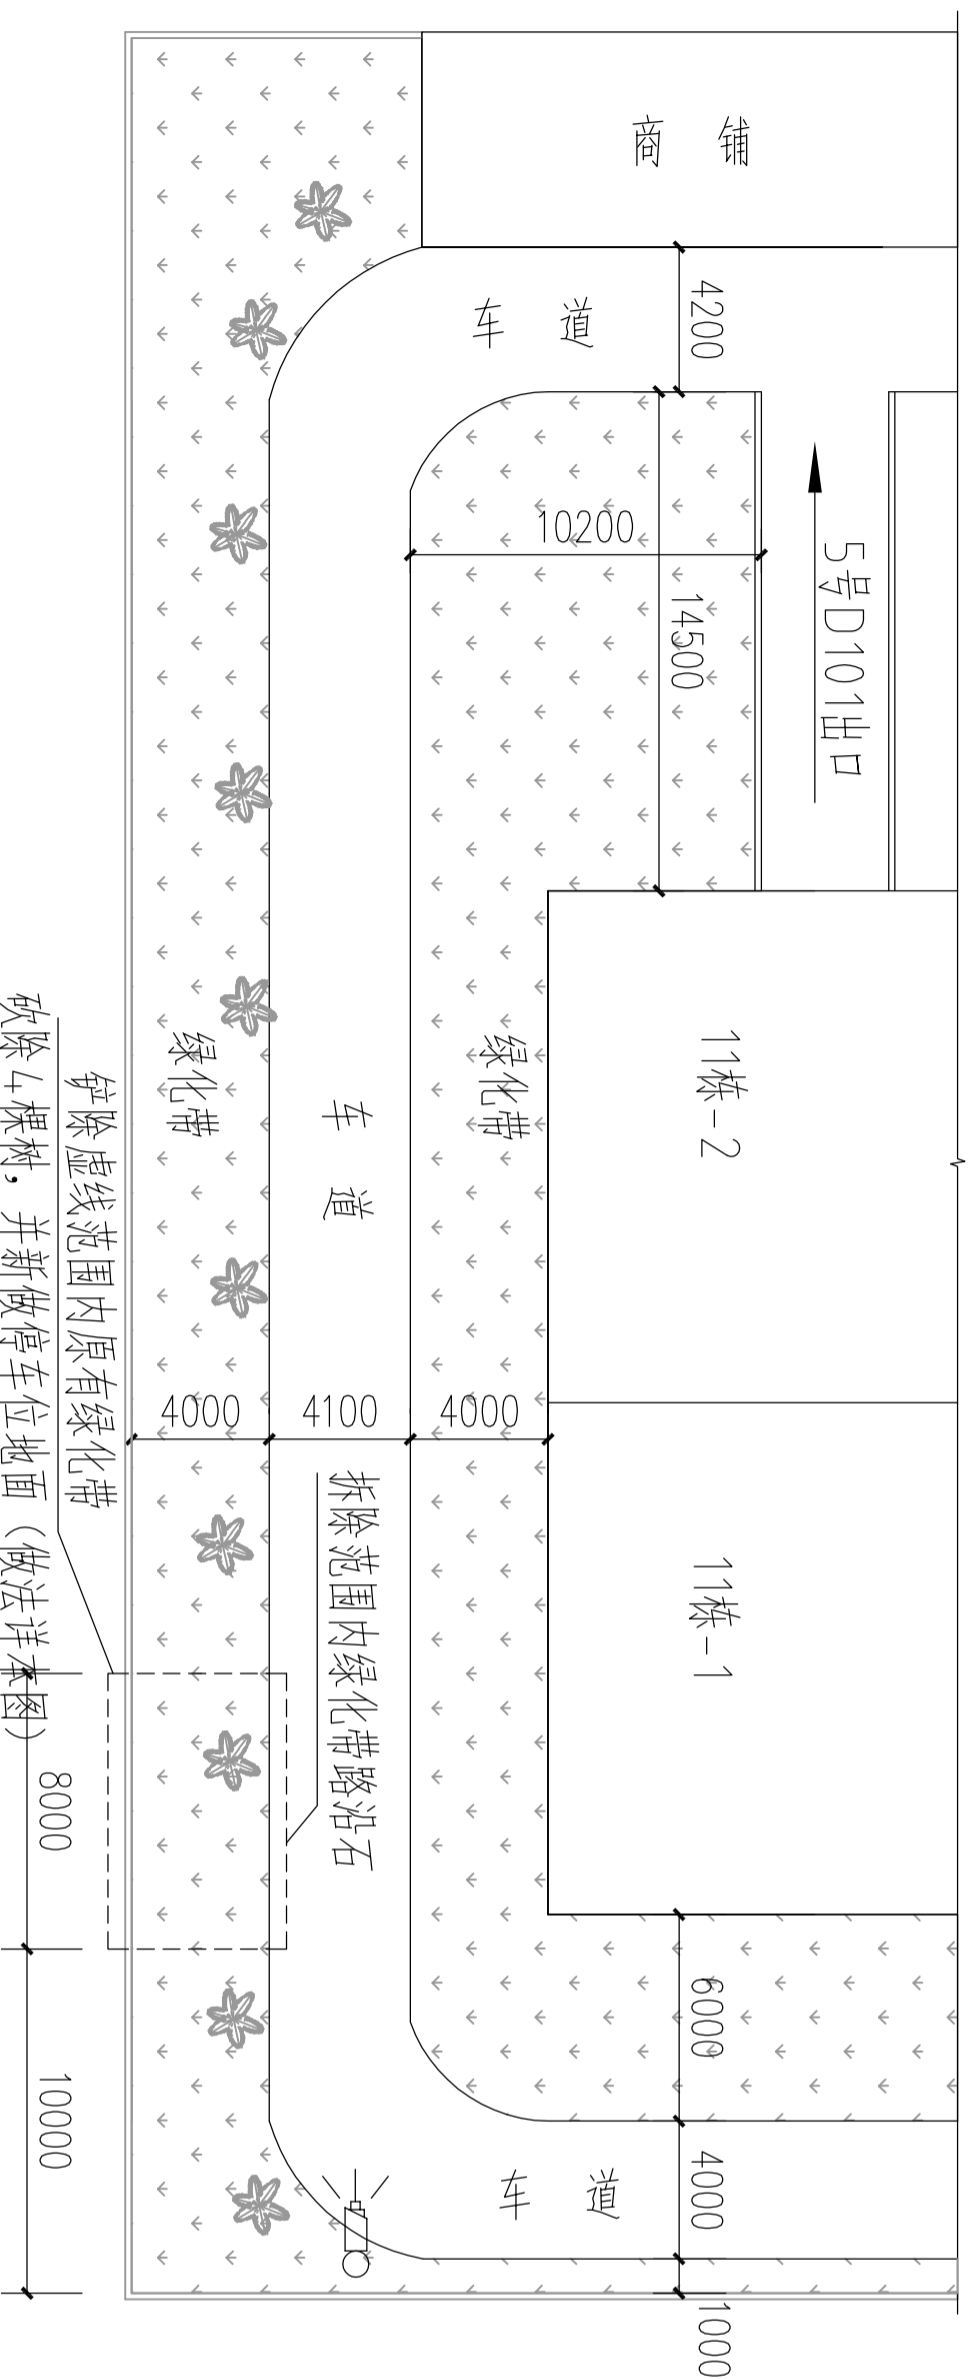 商 铺
4200
车 道
10200
14500
5号D101出口
11栋-2
绿化带
绿化带
车 道
铲除虚线范围内原有绿化带
砍除4棵树，并新做停车位地面（做法详本图）
4000
4100
4000
拆除范围内绿化带路沿石
11栋-1
8000
10000
6000
4000
车 道
1000